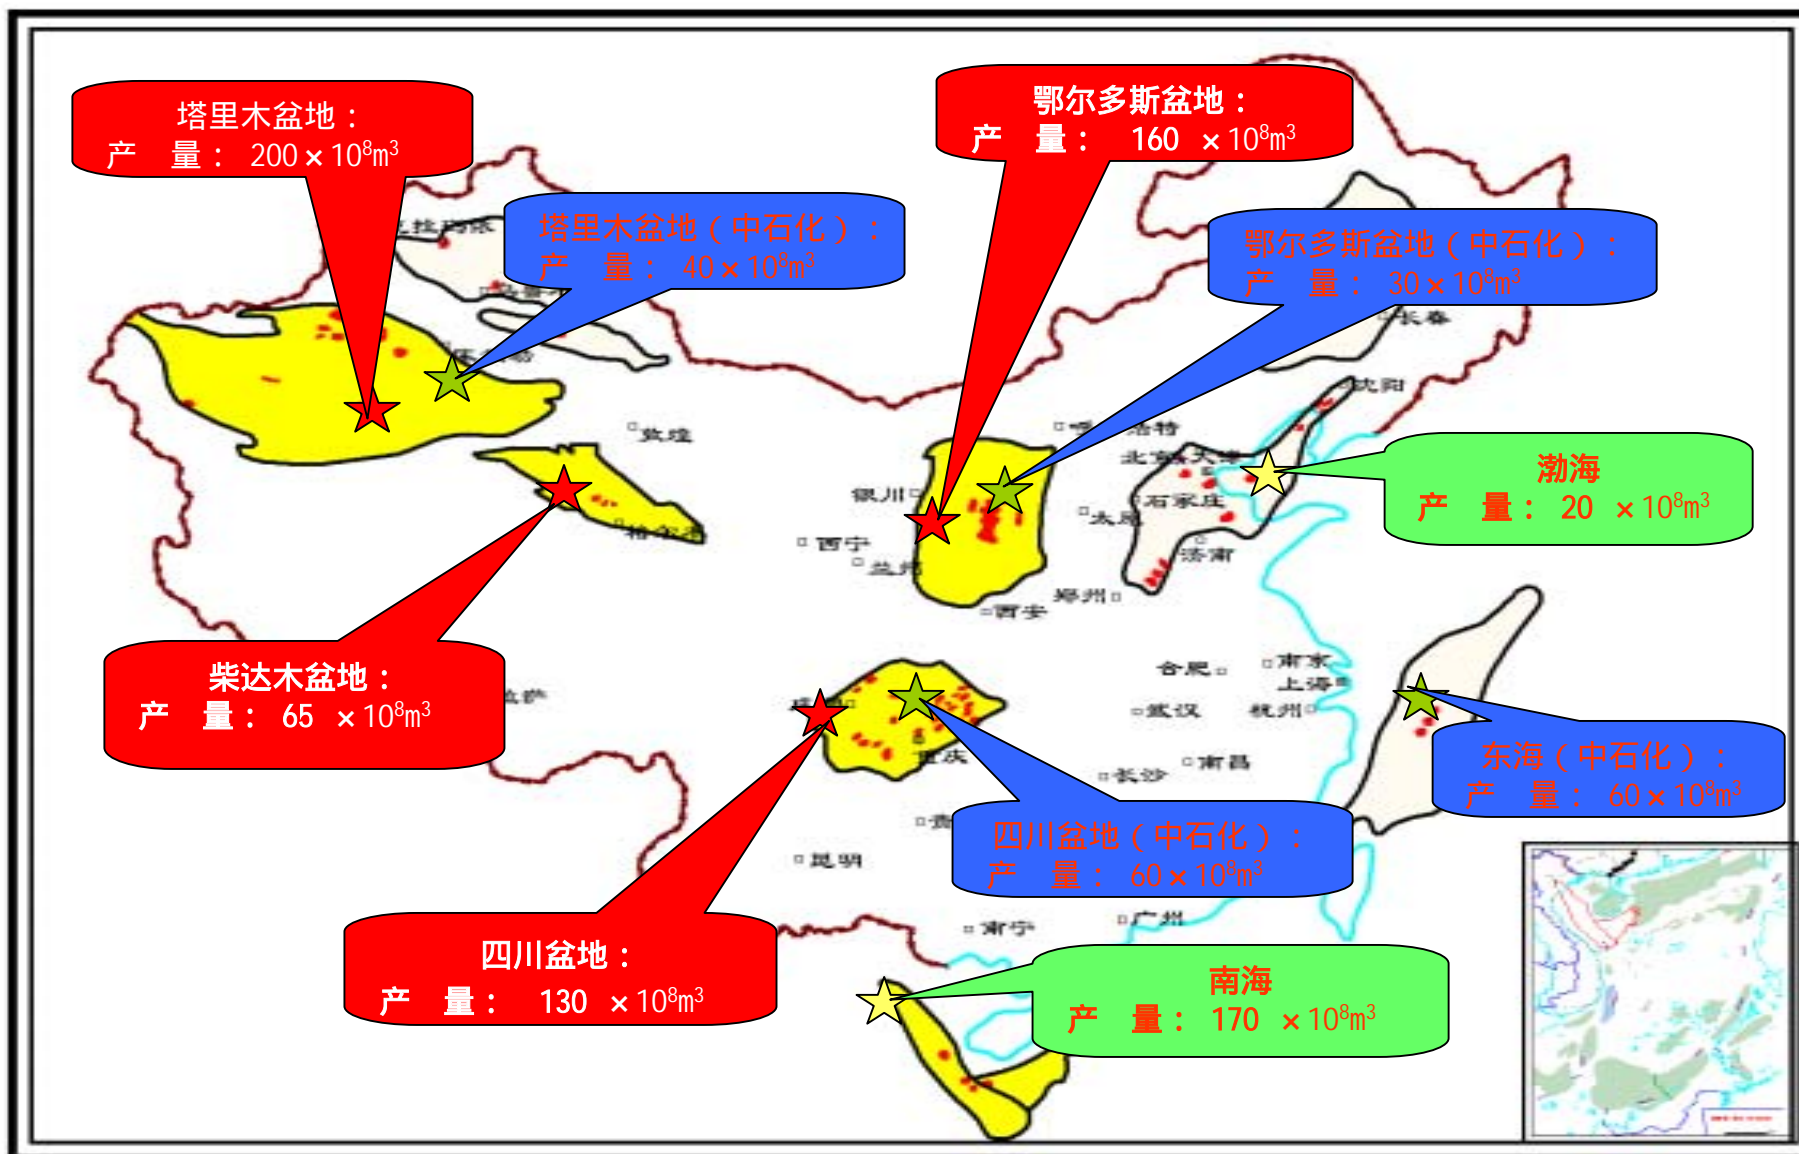 塔里木盆地：
产 量： 200×10⁸m³
鄂尔多斯盆地：
产 量： 160 ×10⁸m³
塔里木盆地（中石化）：
产 量： 40×10⁸m³
鄂尔多斯盆地（中石化）：
产 量： 30×10⁸m³
长春
沈阳
敦煌
北京
天津
渤海
产 量： 20 ×10⁸m³
银川
石家庄
西宁
济南
兰州
郑州
西安
柴达木盆地：
产 量： 65 ×10⁸m³
合肥
南京
上海
武汉
杭州
东海（中石化）：
产 量： 60×10⁸m³
南昌
长沙
四川盆地（中石化）：
产 量： 60×10⁸m³
昆明
广州
南宁
四川盆地：
产 量： 130 ×10⁸m³
南海
产 量： 170 ×10⁸m³